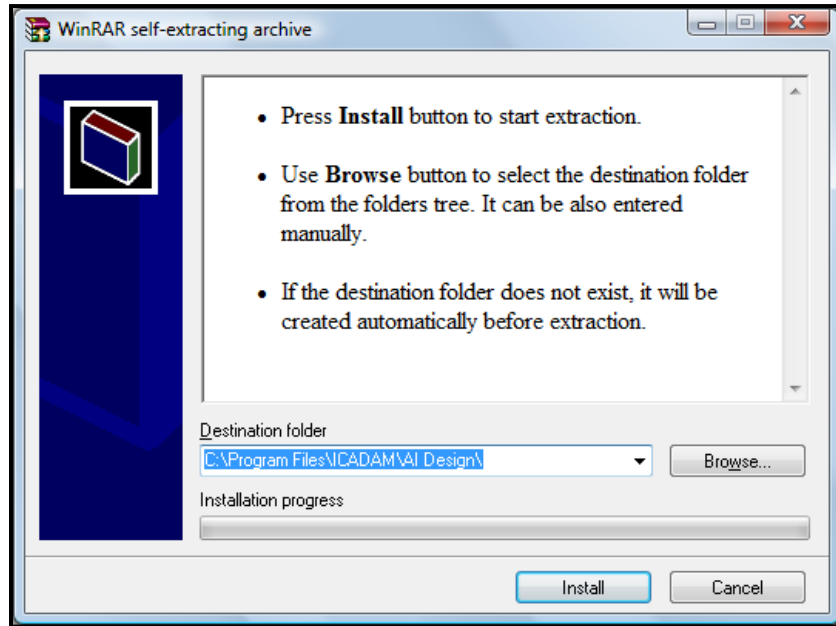 WinRAR self-extracting archive
• Press Install button to start extraction.
• Use Browse button to select the destination folder
from the folders tree. It can be also entered
manually.
• If the destination folder does not exist, it will be
created automatically before extraction.
Destination folder
C:\Program Files\ICADAM\AI Design\
Browse...
Installation progress
Install
Cancel